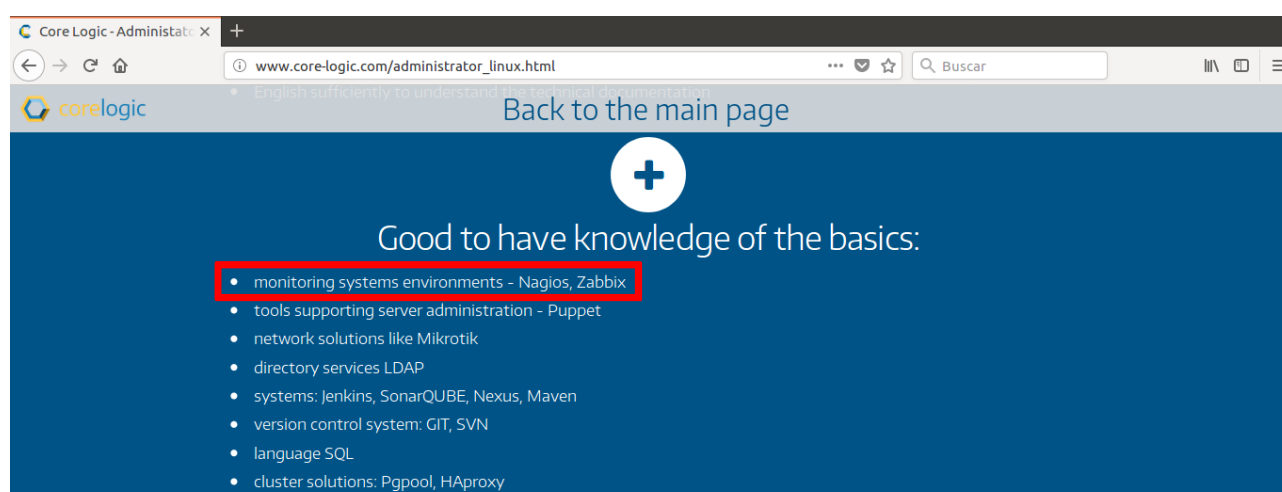 Core Logic - Administato
www.core-logic.com/administrator_linux.html
Buscar
English sufficiently to understand the technical documentation
corelogic
Back to the main page
Good to have knowledge of the basics:
monitoring systems environments - Nagios, Zabbix
tools supporting server administration - Puppet
network solutions like Mikrotik
directory services LDAP
systems: Jenkins, SonarQUBE, Nexus, Maven
version control system: GIT, SVN
language SQL
cluster solutions: Pgpool, HAproxy